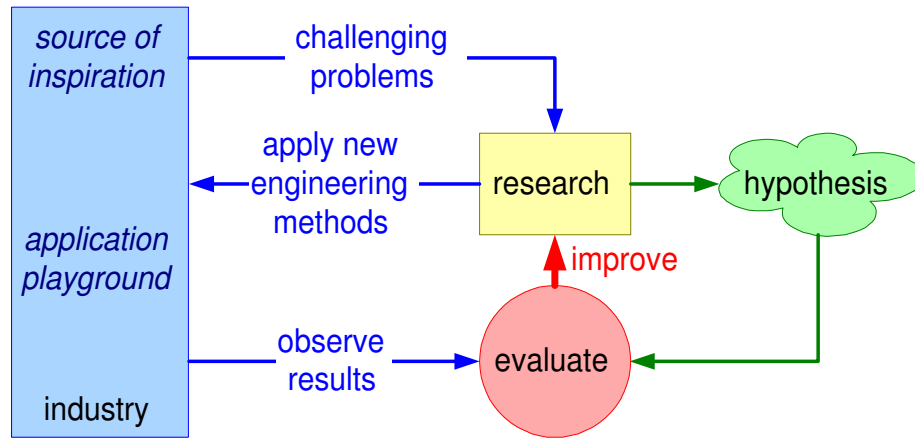 source of
inspiration
challenging
problems
apply new
engineering
methods
research
hypothesis
application
playground
improve
observe
results
evaluate
industry